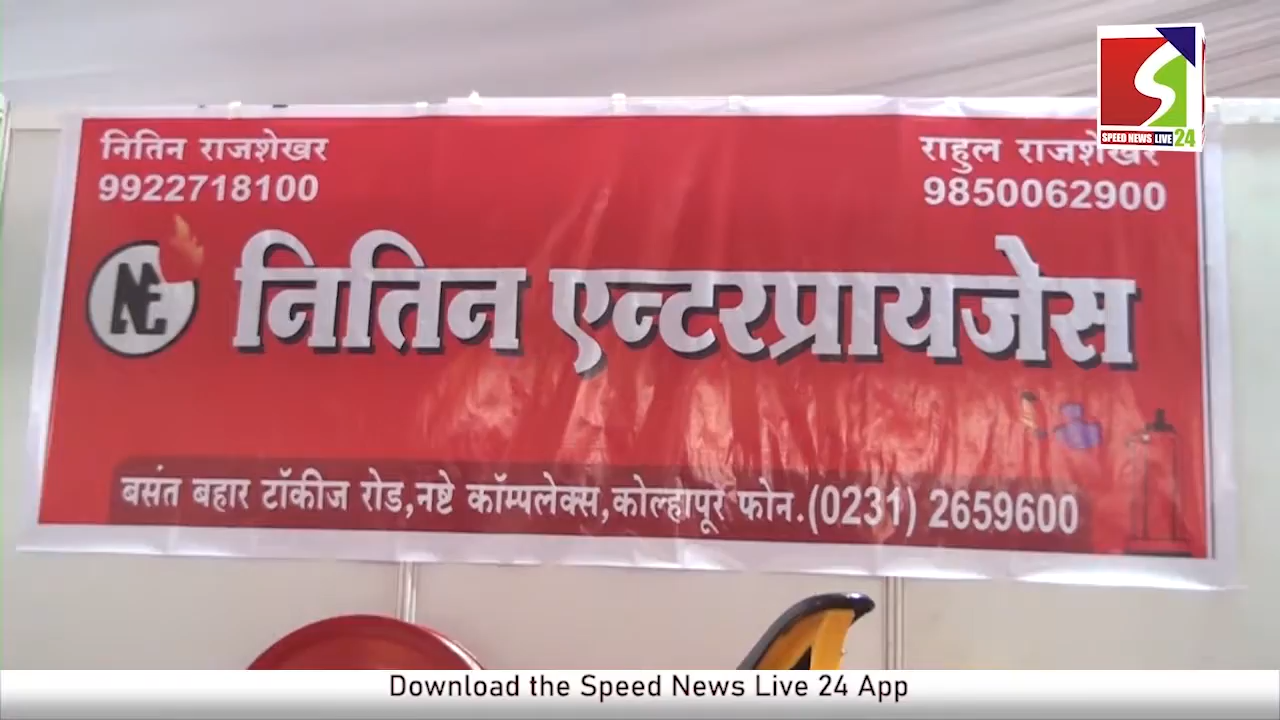 नितिन राजशेखर
9922718100
राहुल राजशेखर
9850062900
NE
नितिन एन्टरप्रायजेस
बसंत बहार टॉकीज रोड,नष्टे कॉम्पलेक्स,कोल्हापूर फोन.(0231) 2659600
S
SPEED NEWS LIVE 24
Download the Speed News Live 24 App